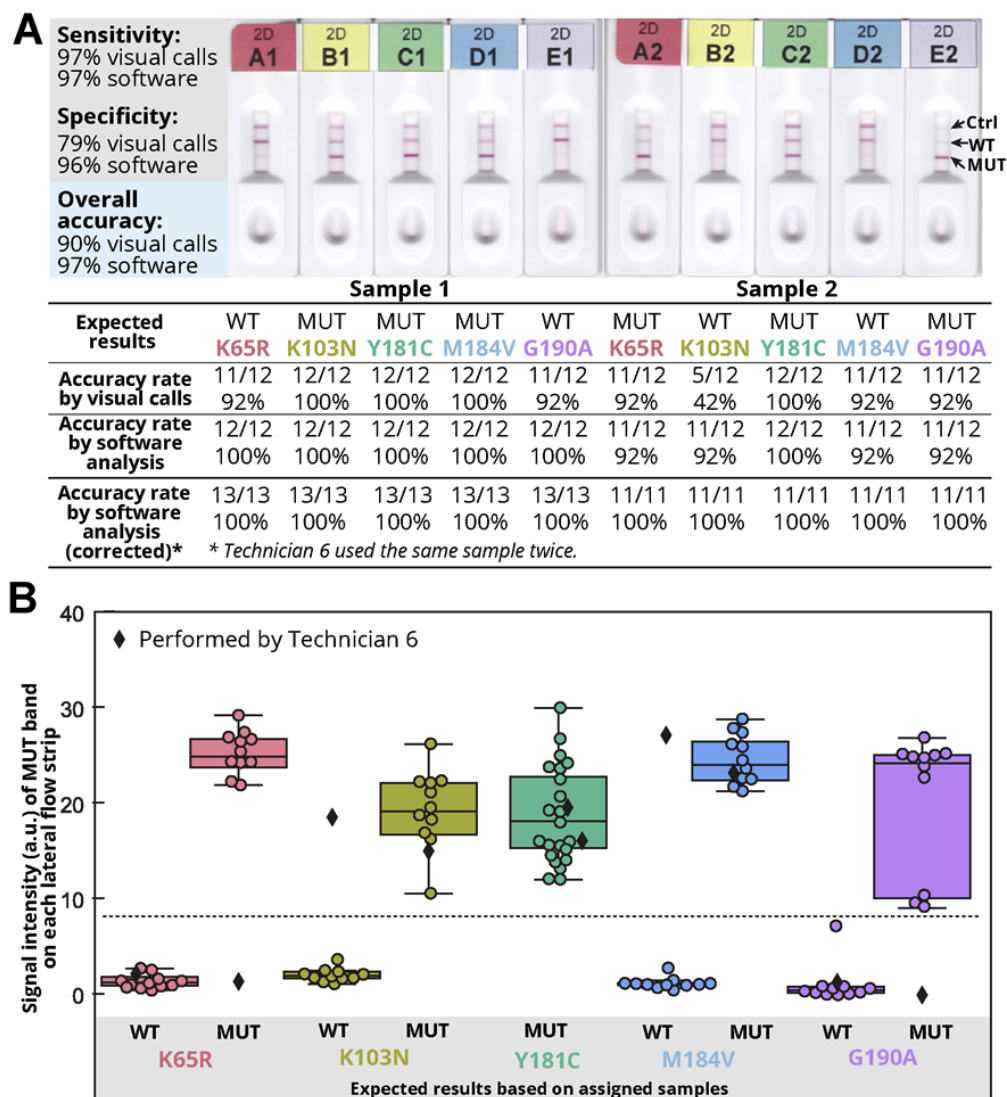 A
Sensitivity:
97% visual calls
97% software
Specificity:
79% visual calls
96% software
Overall
accuracy:
90% visual calls
97% software
2D 2D 2D 2D 2D 2D 2D 2D 2D 2D
A1 B1 C1 D1 E1 A2 B2 C2 D2 E2
Ctrl
WT
MUT
Sample 1 Sample 2
Expected results WT MUT MUT MUT WT MUT WT MUT WT MUT
K65R K103N Y181C M184V G190A K65R K103N Y181C M184V G190A
Accuracy rate by visual calls 11/12 12/12 12/12 12/12 11/12 11/12 5/12 12/12 11/12 11/12
92% 100% 100% 100% 92% 92% 42% 100% 92% 92%
Accuracy rate by software analysis 12/12 12/12 12/12 12/12 12/12 11/12 11/12 12/12 11/12 11/12
100% 100% 100% 100% 100% 92% 92% 100% 92% 92%
Accuracy rate by software analysis (corrected)* 13/13 13/13 13/13 13/13 13/13 11/11 11/11 11/11 11/11 11/11
100% 100% 100% 100% 100% 100% 100% 100% 100% 100%
* Technician 6 used the same sample twice.
B
Performed by Technician 6
Signal intensity (a.u.) of MUT band
on each lateral flow strip
40
30
20
10
0
WT MUT WT MUT MUT WT MUT WT MUT
K65R K103N Y181C M184V G190A
Expected results based on assigned samples